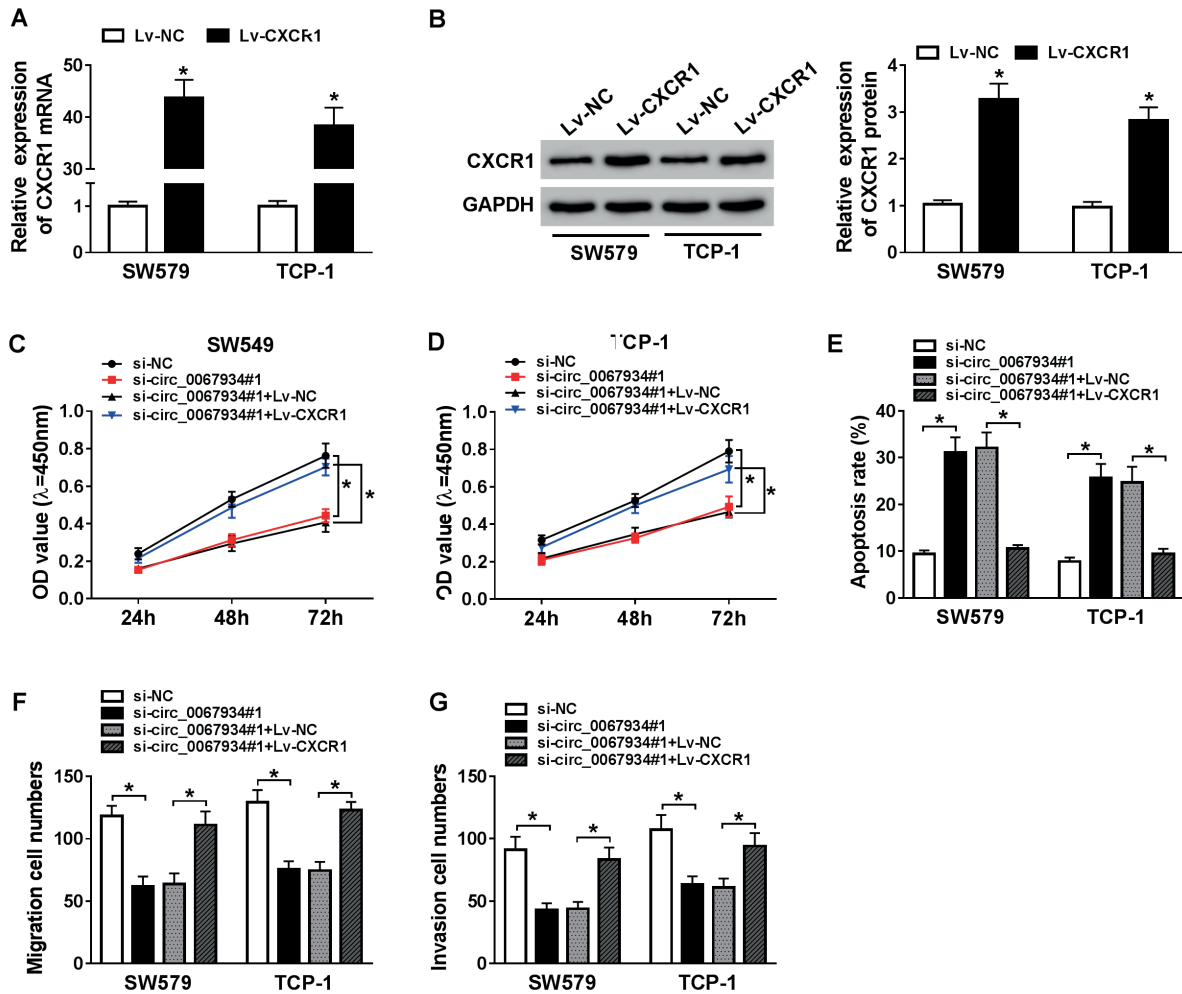 A
Lv-NC Lv-CXCR1
Relative expression
of CXCR1 mRNA
50
40
30
1
0
*
*
SW579 TCP-1
B
Lv-NC Lv-CXCR1 Lv-NC Lv-CXCR1
CXCR1
GAPDH
SW579 TCP-1
Lv-NC Lv-CXCR1
Relative expression
of CXCR1 protein
4
3
2
1
0
*
*
SW579 TCP-1
C
SW549
si-NC
si-circ_0067934#1
si-circ_0067934#1+Lv-NC
si-circ_0067934#1+Lv-CXCR1
OD value (λ=450nm)
1.0
0.8
0.6
0.4
0.2
0.0
* *
24h 48h 72h
D
TCP-1
si-NC
si-circ_0067934#1
si-circ_0067934#1+Lv-NC
si-circ_0067934#1+Lv-CXCR1
OD value (λ=450nm)
1.0
0.8
0.6
0.4
0.2
0.0
* *
24h 48h 72h
E
si-NC
si-circ_0067934#1
si-circ_0067934#1+Lv-NC
si-circ_0067934#1+Lv-CXCR1
Apoptosis rate (%)
40
30
20
10
0
* *
* *
SW579 TCP-1
F
si-NC
si-circ_0067934#1
si-circ_0067934#1+Lv-NC
si-circ_0067934#1+Lv-CXCR1
Migration cell numbers
150
100
50
0
* * * *
SW579 TCP-1
G
si-NC
si-circ_0067934#1
si-circ_0067934#1+Lv-NC
si-circ_0067934#1+Lv-CXCR1
Invasion cell numbers
150
100
50
0
* * * *
SW579 TCP-1